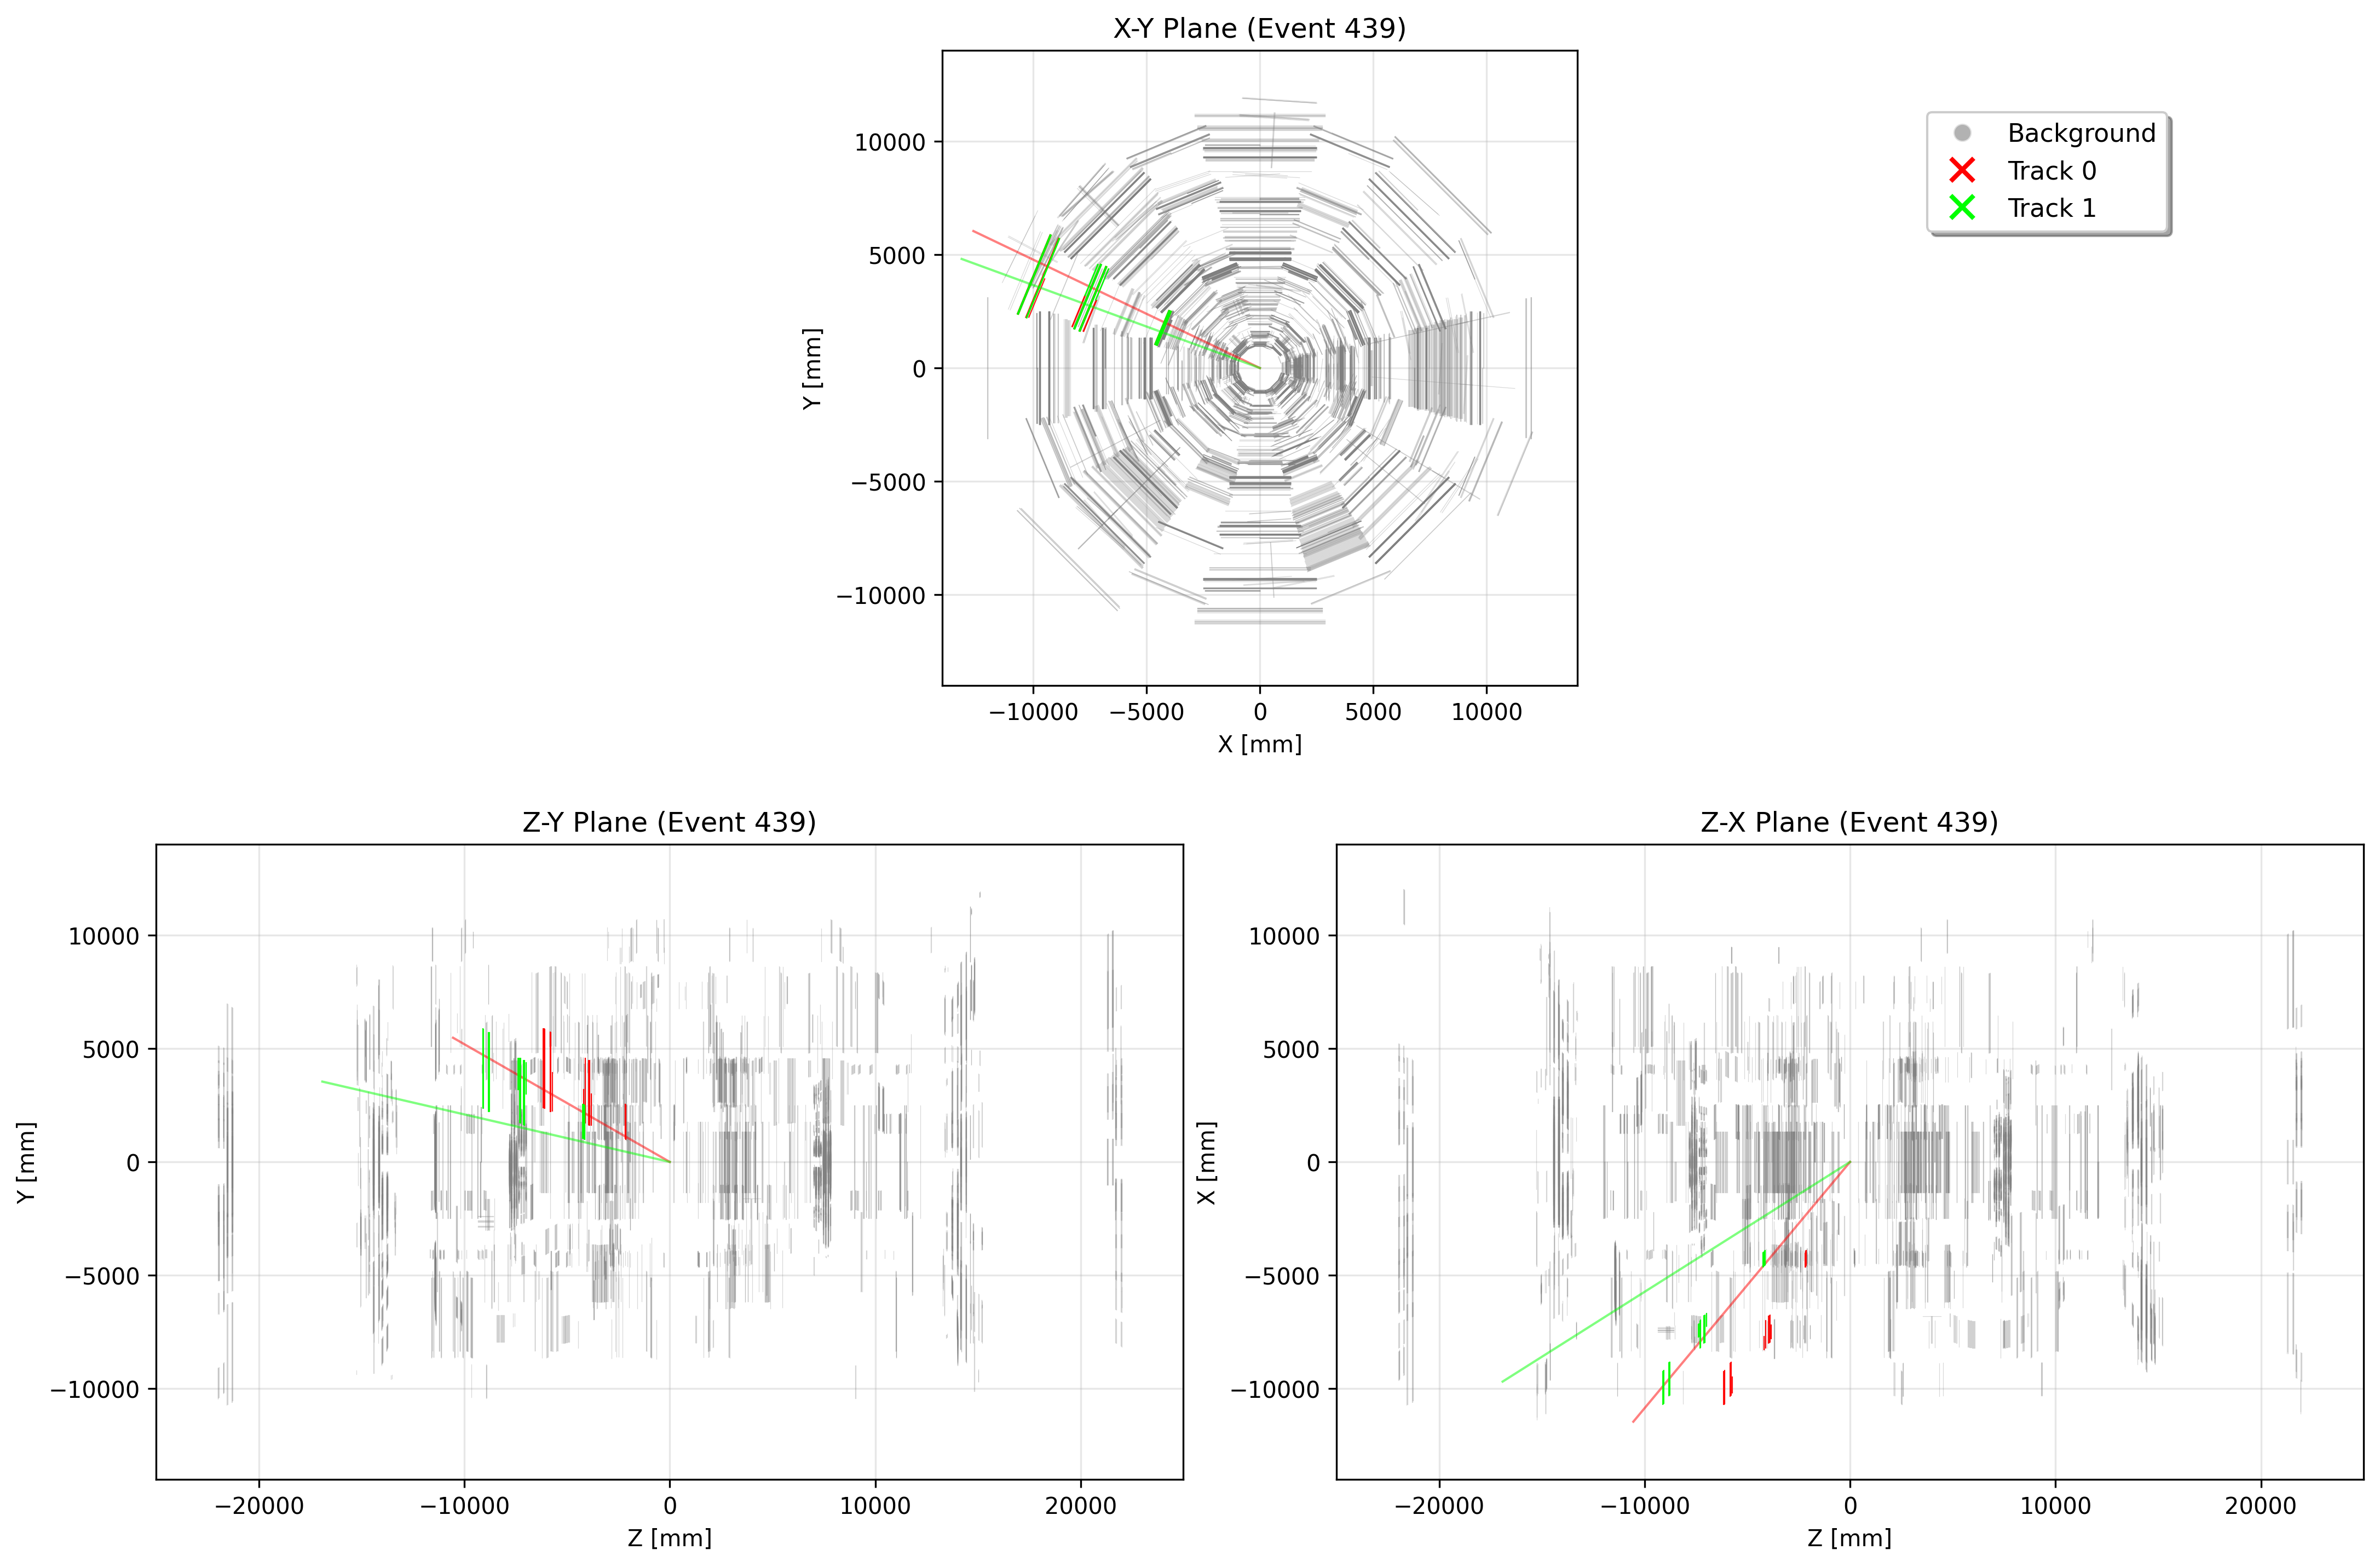 X-Y Plane (Event 439)
Background
Track 0
Track 1
10000
5000
0
−5000
−10000
Y [mm]
−10000 −5000 0 5000 10000
X [mm]
Z-Y Plane (Event 439)
10000
5000
0
−5000
−10000
Y [mm]
−20000 −10000 0 10000 20000
Z [mm]
Z-X Plane (Event 439)
10000
5000
0
−5000
−10000
X [mm]
−20000 −10000 0 10000 20000
Z [mm]